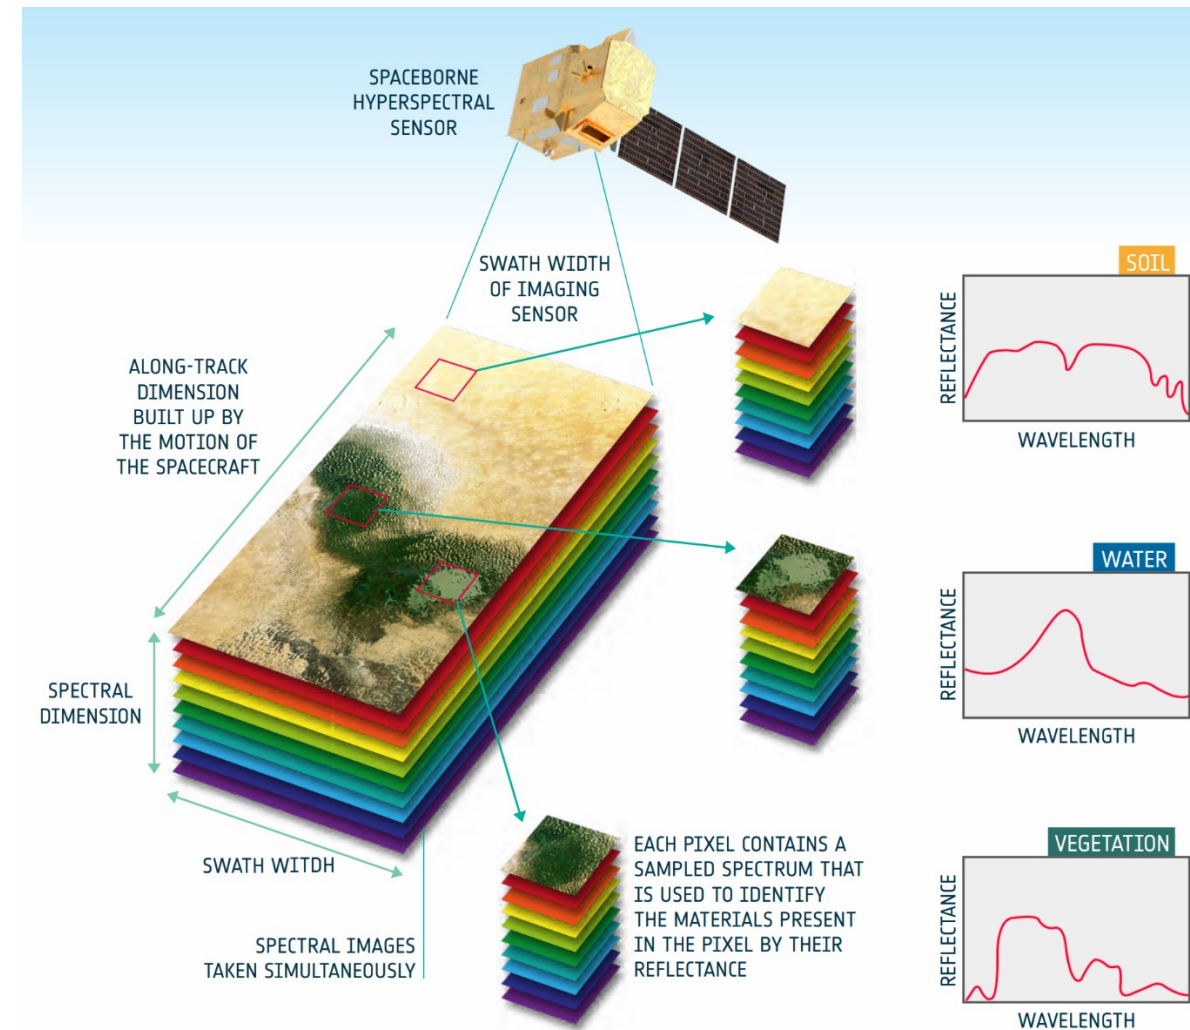 SPACEBORNE
HYPERSPECTRAL
SENSOR
SWATH WIDTH
OF IMAGING
SENSOR
ALONG-TRACK
DIMENSION
BUILT UP BY
THE MOTION OF
THE SPACECRAFT
SPECTRAL
DIMENSION
SWATH WITDH
SPECTRAL IMAGES
TAKEN SIMULTANEOUSLY
EACH PIXEL CONTAINS A
SAMPLED SPECTRUM THAT
IS USED TO IDENTIFY
THE MATERIALS PRESENT
IN THE PIXEL BY THEIR
REFLECTANCE
SOIL
REFLECTANCE
WAVELENGTH
WATER
REFLECTANCE
WAVELENGTH
VEGETATION
REFLECTANCE
WAVELENGTH